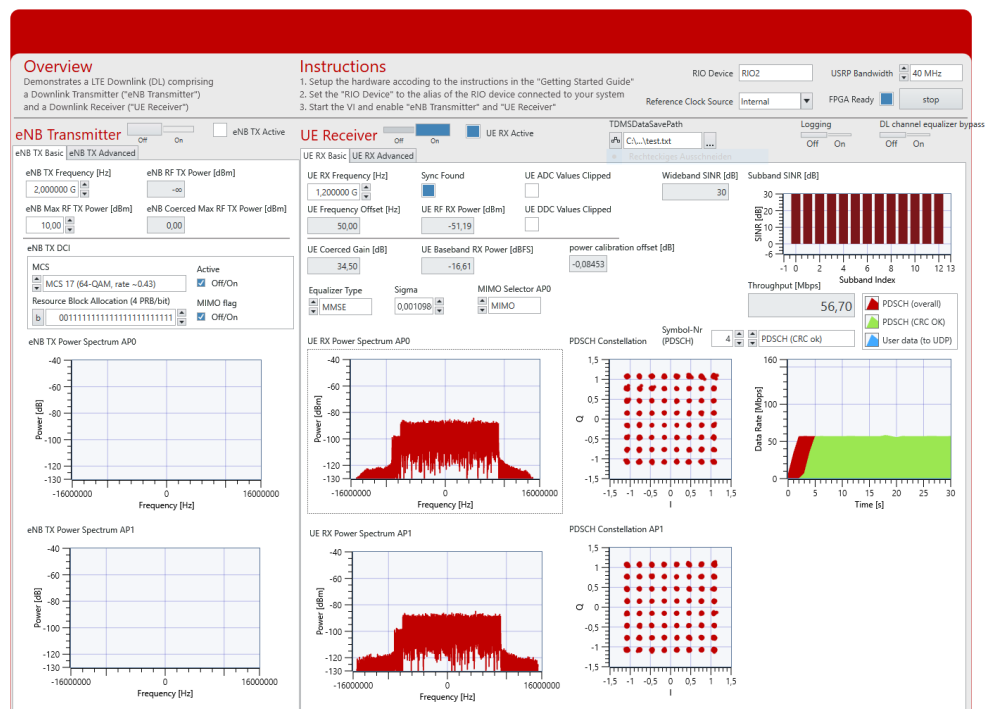 Overview
Demonstrates a LTE Downlink (DL) comprising
a Downlink Transmitter ("eNB Transmitter")
and a Downlink Receiver ("UE Receiver")
Instructions
1. Setup the hardware accoding to the instructions in the "Getting Started Guide"
2. Set the "RIO Device" to the alias of the RIO device connected to your system
3. Start the VI and enable "eNB Transmitter" and "UE Receiver"
RIO Device RIO2
USRP Bandwidth 40 MHz
Reference Clock Source Internal
FPGA Ready stop
eNB Transmitter Off On eNB TX Active
UE Receiver Off On UE RX Active
TDMSDataSavePath
C:\...\test.txt ...
Rechteckiges Ausschneiden
Logging
Off On
DL channel equalizer bypass
Off On
eNB TX Basic eNB TX Advanced
eNB TX Frequency [Hz] eNB RF TX Power [dBm]
2,000000 G -∞
eNB Max RF TX Power [dBm] eNB Coerced Max RF TX Power [dBm]
10,00 0,00
eNB TX DCI
MCS Active
MCS 17 (64-QAM, rate ~0.43) Off/On
Resource Block Allocation (4 PRB/bit) MIMO flag
b 0011111111111111111111111 Off/On
eNB TX Power Spectrum AP0
Power [dB]
-40
-60
-80
-100
-120
-130
-16000000 0 16000000
Frequency [Hz]
eNB TX Power Spectrum AP1
Power [dB]
-40
-60
-80
-100
-120
-130
-16000000 0 16000000
Frequency [Hz]
UE RX Basic UE RX Advanced
UE RX Frequency [Hz] Sync Found UE ADC Values Clipped
1,200000 G
UE Frequency Offset [Hz] UE RF RX Power [dBm] UE DDC Values Clipped
50,00 -51,19
UE Coerced Gain [dB] UE Baseband RX Power [dBFS] power calibration offset [dB]
34,50 -16,61 -0,08453
Equalizer Type Sigma MIMO Selector AP0
MMSE 0,001098 MIMO
Wideband SINR [dB]
30
Subband SINR [dB]
SINR [dB]
30
20
10
0
-6
-1 0 2 4 6 8 10 12 13
Subband Index
Throughput [Mbps]
56,70
PDSCH (overall)
PDSCH (CRC OK)
User data (to UDP)
Symbol-Nr
(PDSCH) 4 PDSCH (CRC ok)
UE RX Power Spectrum AP0
Power [dBm]
-40
-60
-80
-100
-120
-130
-16000000 0 16000000
Frequency [Hz]
PDSCH Constellation AP0
Q
1,5
1
0,5
0
-0,5
-1
-1,5
-1,5 -1 -0,5 0 0,5 1 1,5
I
Data Rate [Mbps]
160
100
50
0
0 5 10 15 20 25 30
Time [s]
UE RX Power Spectrum AP1
Power [dBm]
-40
-60
-80
-100
-120
-130
-16000000 0 16000000
Frequency [Hz]
PDSCH Constellation AP1
Q
1,5
1
0,5
0
-0,5
-1
-1,5
-1,5 -1 -0,5 0 0,5 1 1,5
I